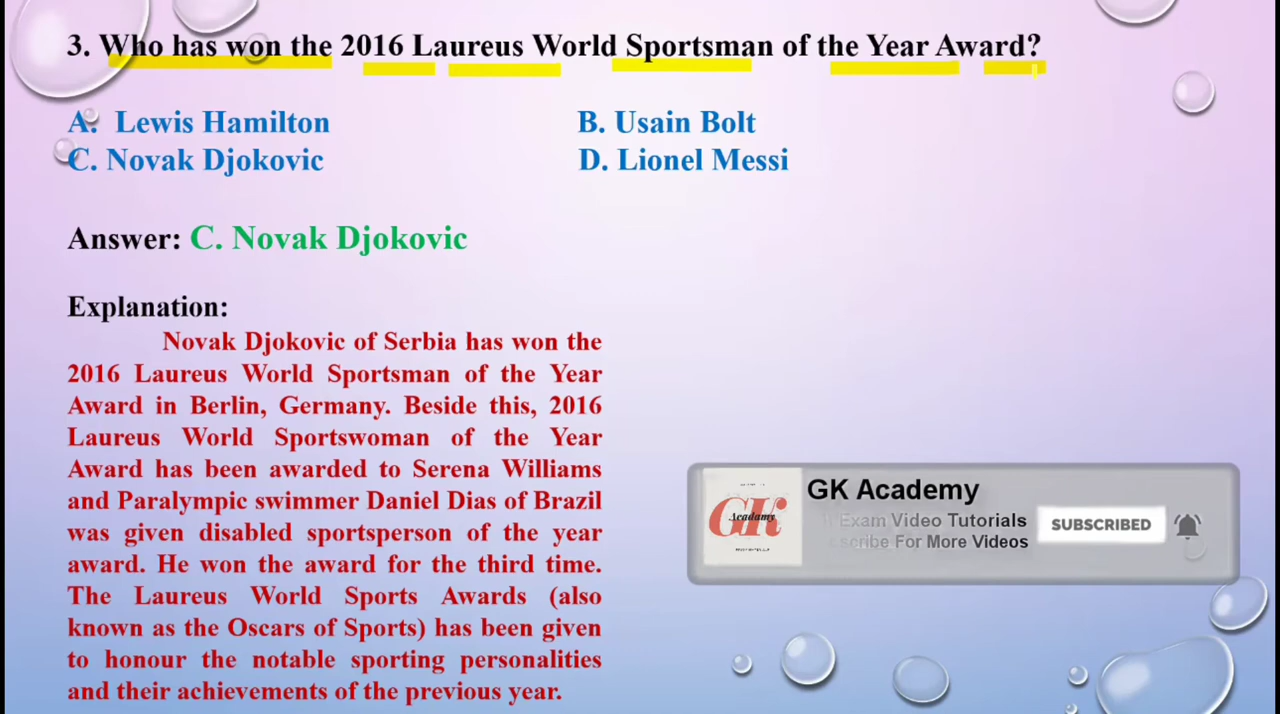 3. Who has won the 2016 Laureus World Sportsman of the Year Award?
A. Lewis Hamilton
B. Usain Bolt
C. Novak Djokovic
D. Lionel Messi
Answer: C. Novak Djokovic
Explanation:
Novak Djokovic of Serbia has won the
2016 Laureus World Sportsman of the Year
Award in Berlin, Germany. Beside this, 2016
Laureus World Sportswoman of the Year
Award has been awarded to Serena Williams
and Paralympic swimmer Daniel Dias of Brazil
was given disabled sportsperson of the year
award. He won the award for the third time.
The Laureus World Sports Awards (also
known as the Oscars of Sports) has been given
to honour the notable sporting personalities
and their achievements of the previous year.
GK
Academy
GK Academy
Exam Video Tutorials
For More Videos
SUBSCRIBED